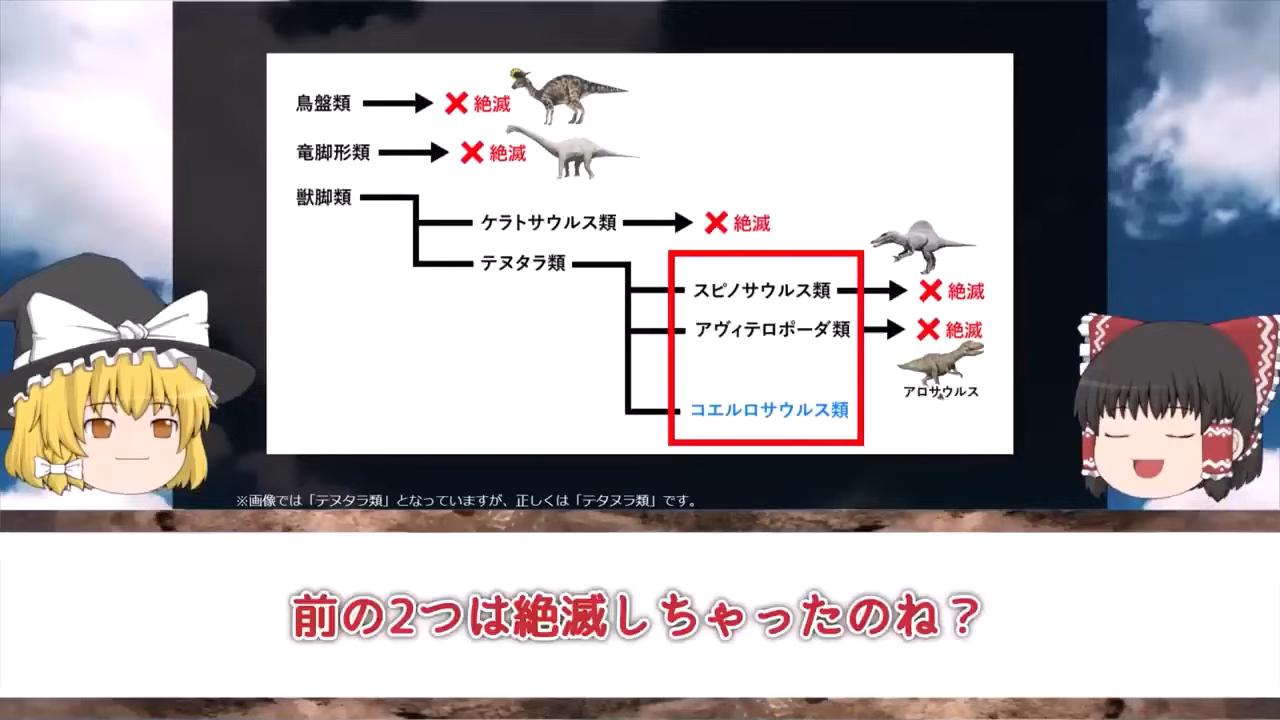 鳥盤類 絶滅
竜脚形類 絶滅
獣脚類
ケラトサウルス類 絶滅
テヌタラ類
スピノサウルス類 絶滅
アヴィテロポーダ類 絶滅
アロサウルス
コエルロサウルス類
※画像では「テヌタラ類」となっていますが、正しくは「テタヌラ類」です。
前の2つは絶滅しちゃったのね？